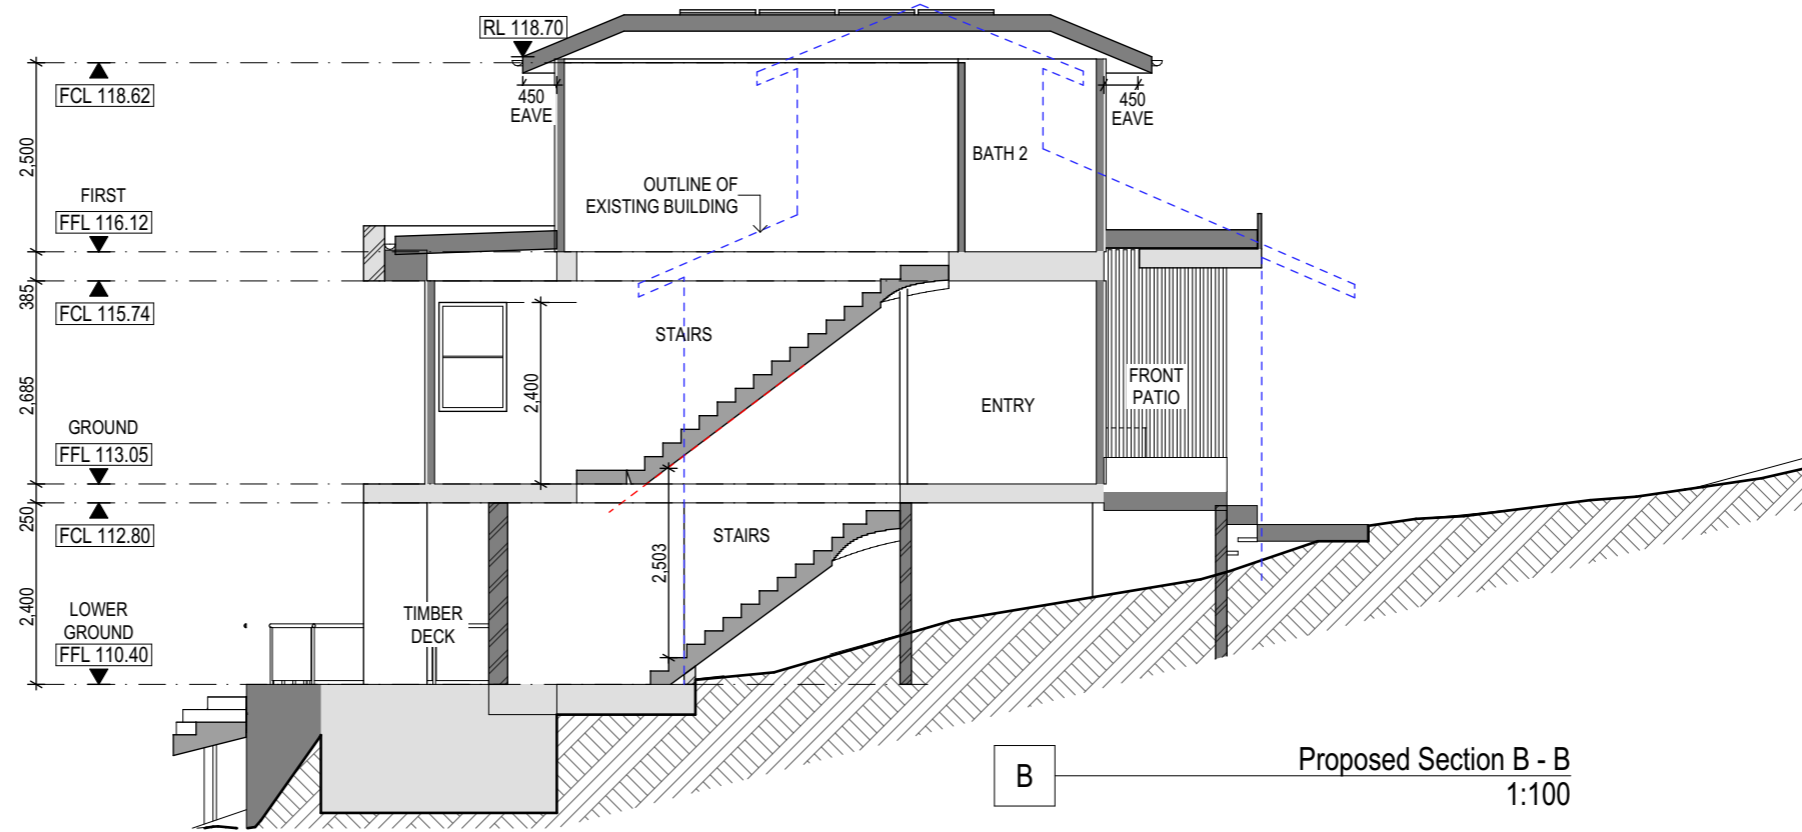 RL 118.70
FCL 118.62
450
EAVE
450
EAVE
2,500
BATH 2
FIRST
FFL 116.12
OUTLINE OF
EXISTING BUILDING
385
FCL 115.74
STAIRS
2,685
2,400
FRONT
PATIO
ENTRY
GROUND
FFL 113.05
250
FCL 112.80
STAIRS
2,503
2,400
LOWER
GROUND
FFL 110.40
TIMBER
DECK
B
Proposed Section B - B
1:100